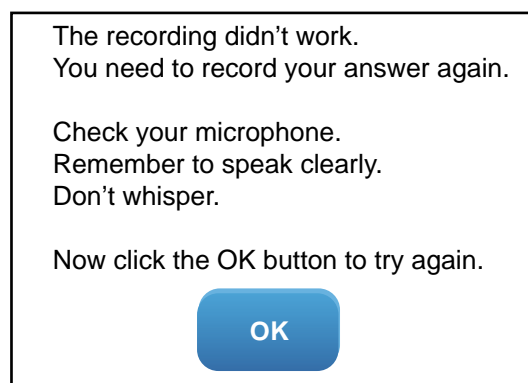 The recording didn’t work.
You need to record your answer again.
Check your microphone.
Remember to speak clearly.
Don’t whisper.
Now click the OK button to try again.
OK